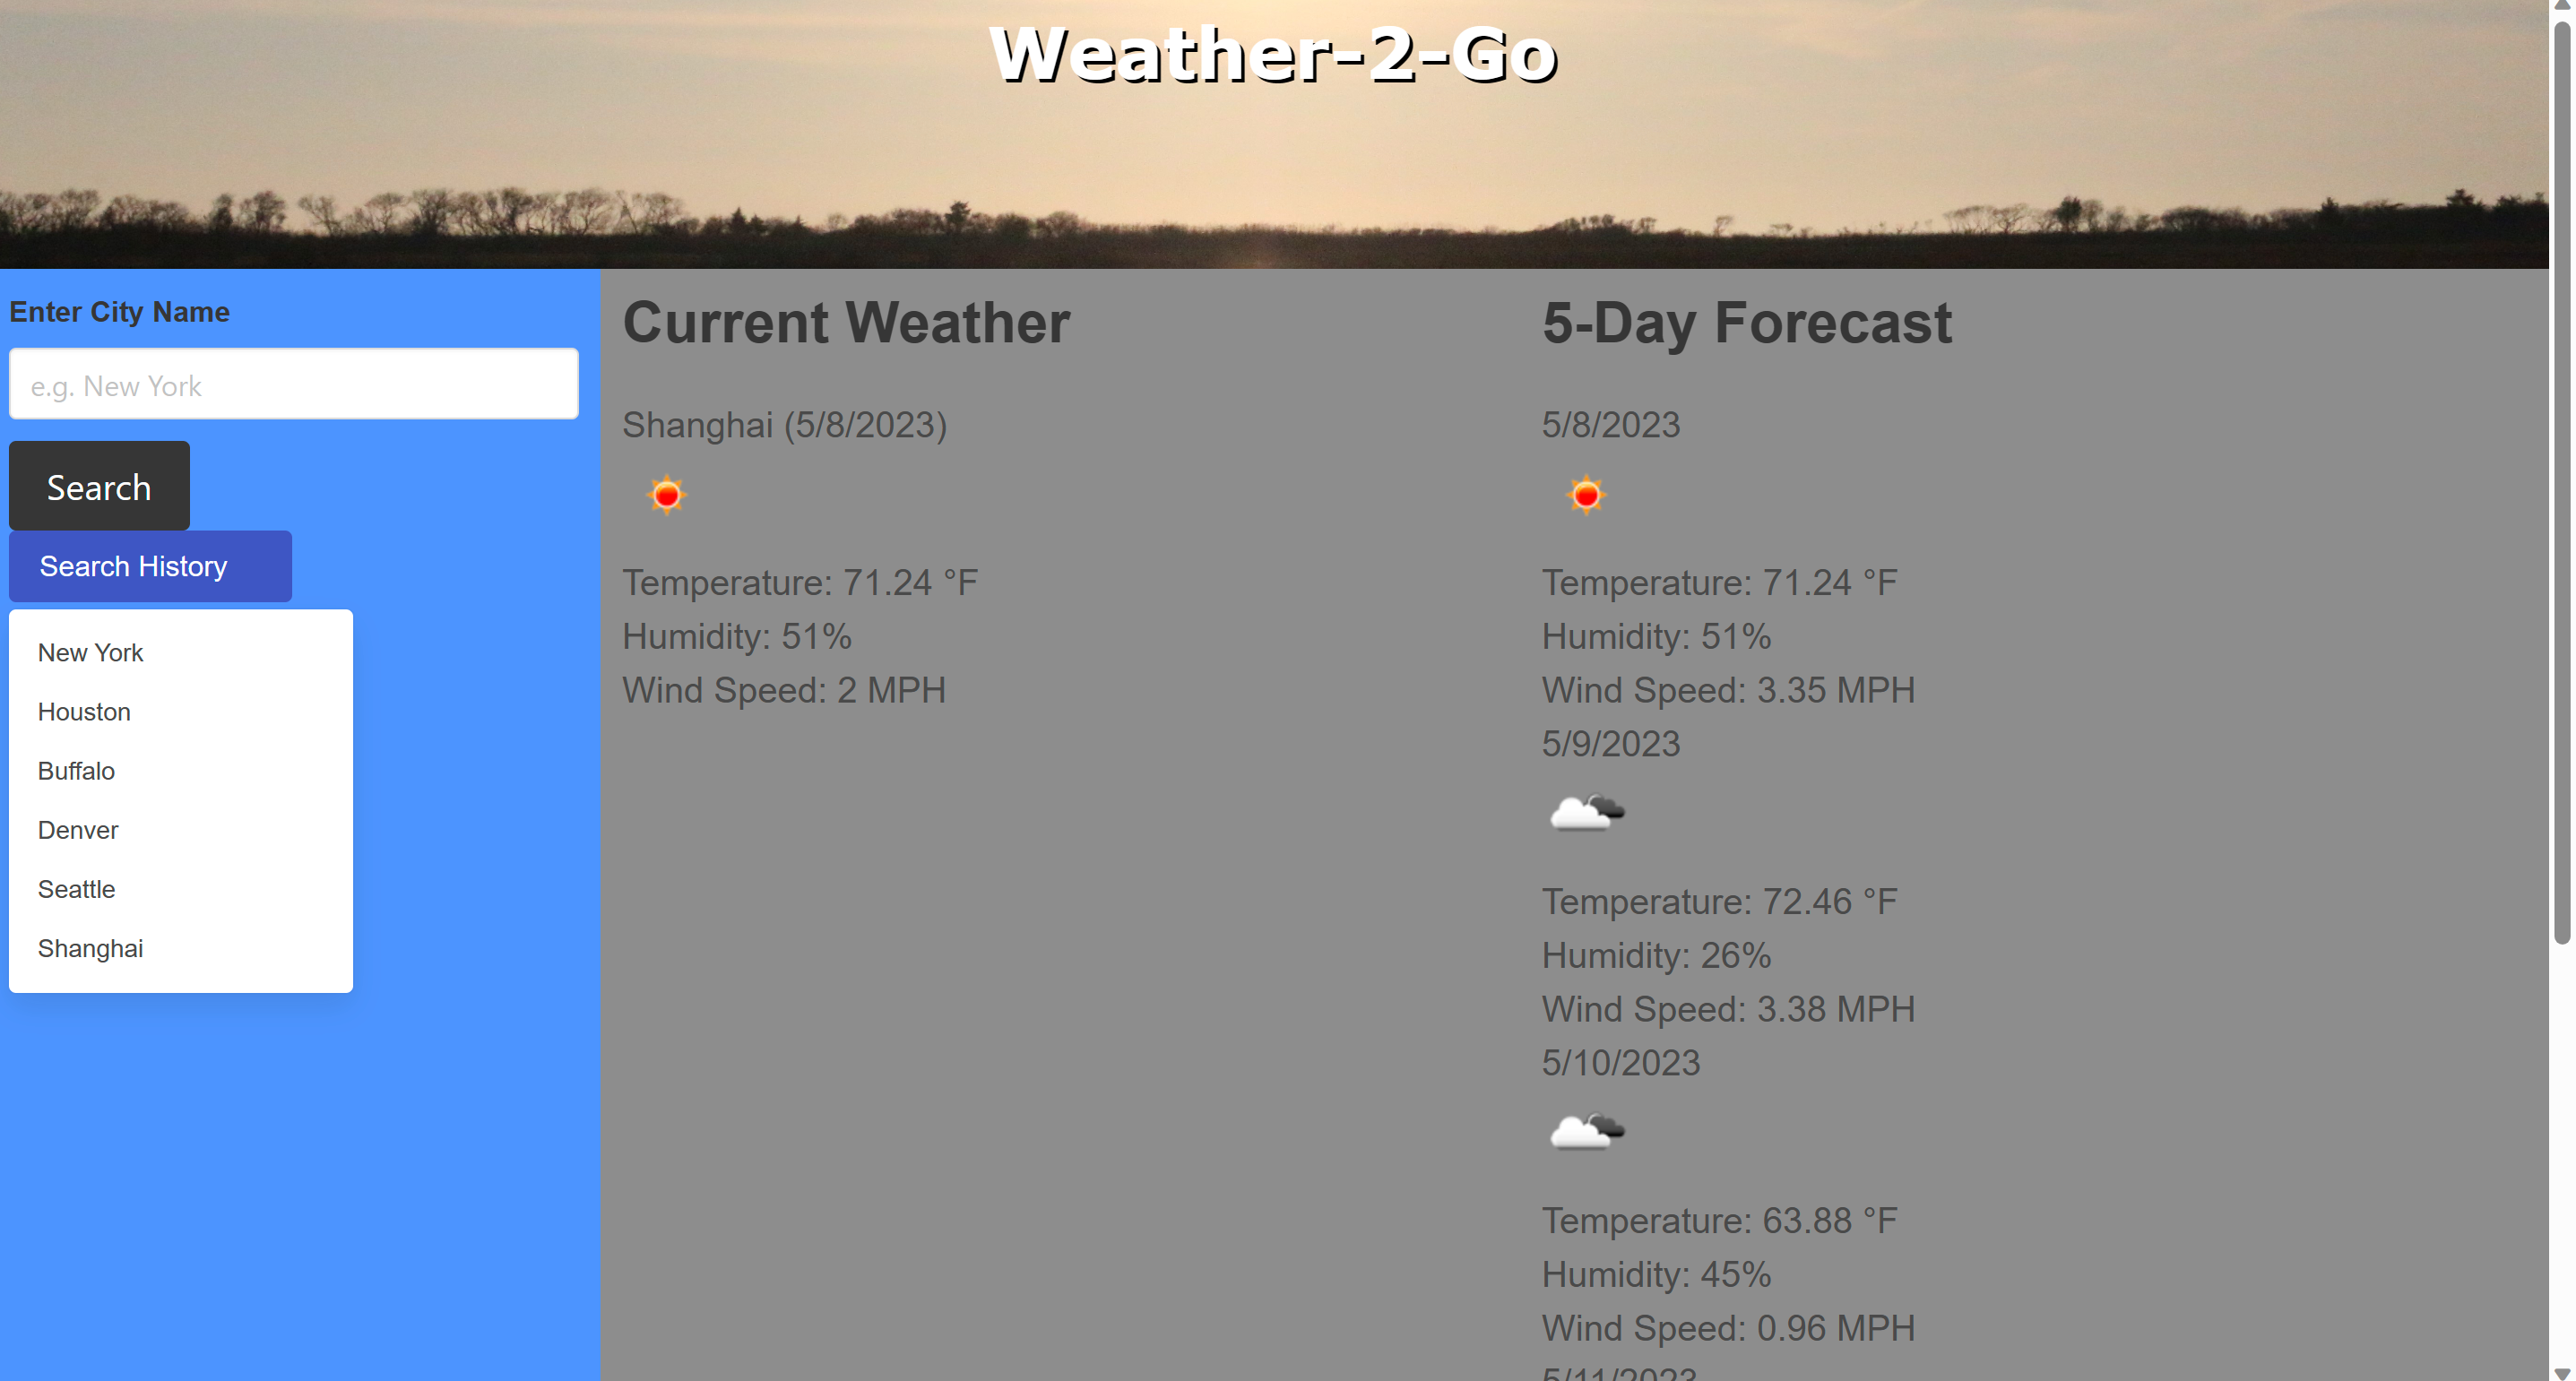 Weather-2-Go
Enter City Name
e.g. New York
Search
Search History
New York
Houston
Buffalo
Denver
Seattle
Shanghai
Current Weather
Shanghai (5/8/2023)
Temperature: 71.24 °F
Humidity: 51%
Wind Speed: 2 MPH
5-Day Forecast
5/8/2023
Temperature: 71.24 °F
Humidity: 51%
Wind Speed: 3.35 MPH
5/9/2023
Temperature: 72.46 °F
Humidity: 26%
Wind Speed: 3.38 MPH
5/10/2023
Temperature: 63.88 °F
Humidity: 45%
Wind Speed: 0.96 MPH
5/11/2023